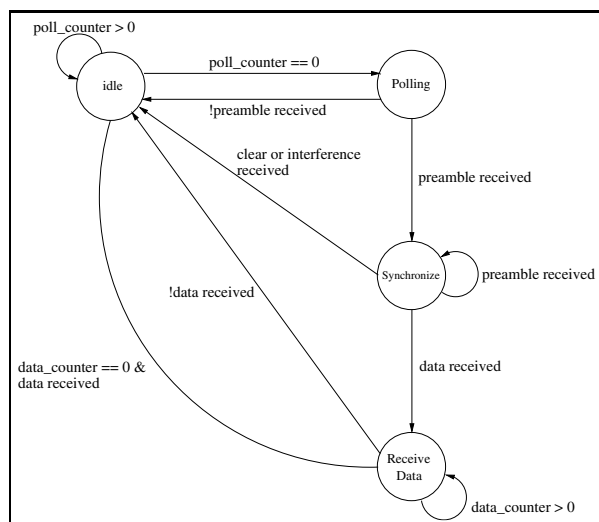 poll_counter > 0
idle
poll_counter == 0
Polling
!preamble received
clear or interference
received
preamble received
Synchronize
preamble received
!data received
data_counter == 0 &
data received
data received
Receive
Data
data_counter > 0